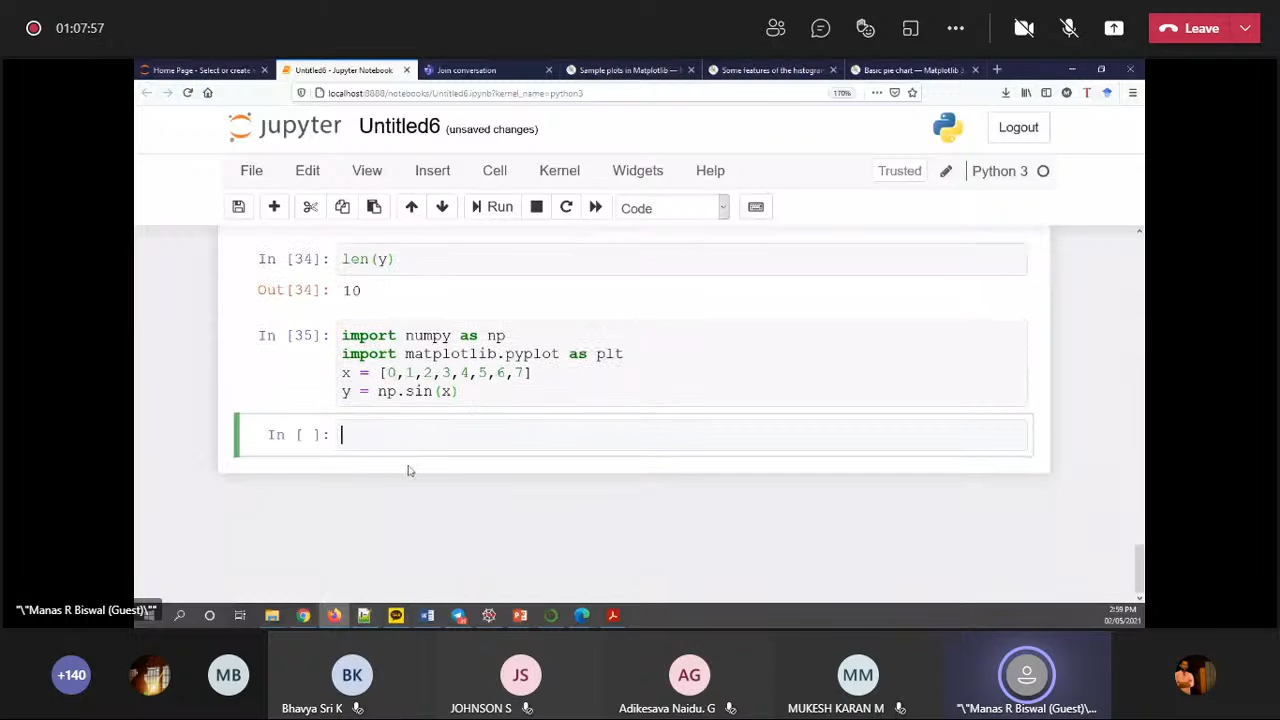 01:07:57
Leave
Home Page - Select or create
Untitled6 - Jupyter Notebook
Join conversation
Sample plots in Matplotlib — M
Some features of the histogram
Basic pie chart — Matplotlib 3.
localhost:8888/notebooks/Untitled6.ipynb?kernel_name=python3
170%
jupyter Untitled6 (unsaved changes)
Logout
File Edit View Insert Cell Kernel Widgets Help
Trusted
Python 3
Run
Code
In [34]: len(y)
Out[34]: 10
In [35]: import numpy as np
import matplotlib.pyplot as plt
x = [0,1,2,3,4,5,6,7]
y = np.sin(x)
In [ ]:
"\"Manas R Biswal (Guest)\""
2:59 PM
02/05/2021
+140
MB
BK
JS
AG
MM
Bhavya Sri K
JOHNSON S
Adikesava Naidu. G
MUKESH KARAN M
"\"Manas R Biswal (Guest)\...